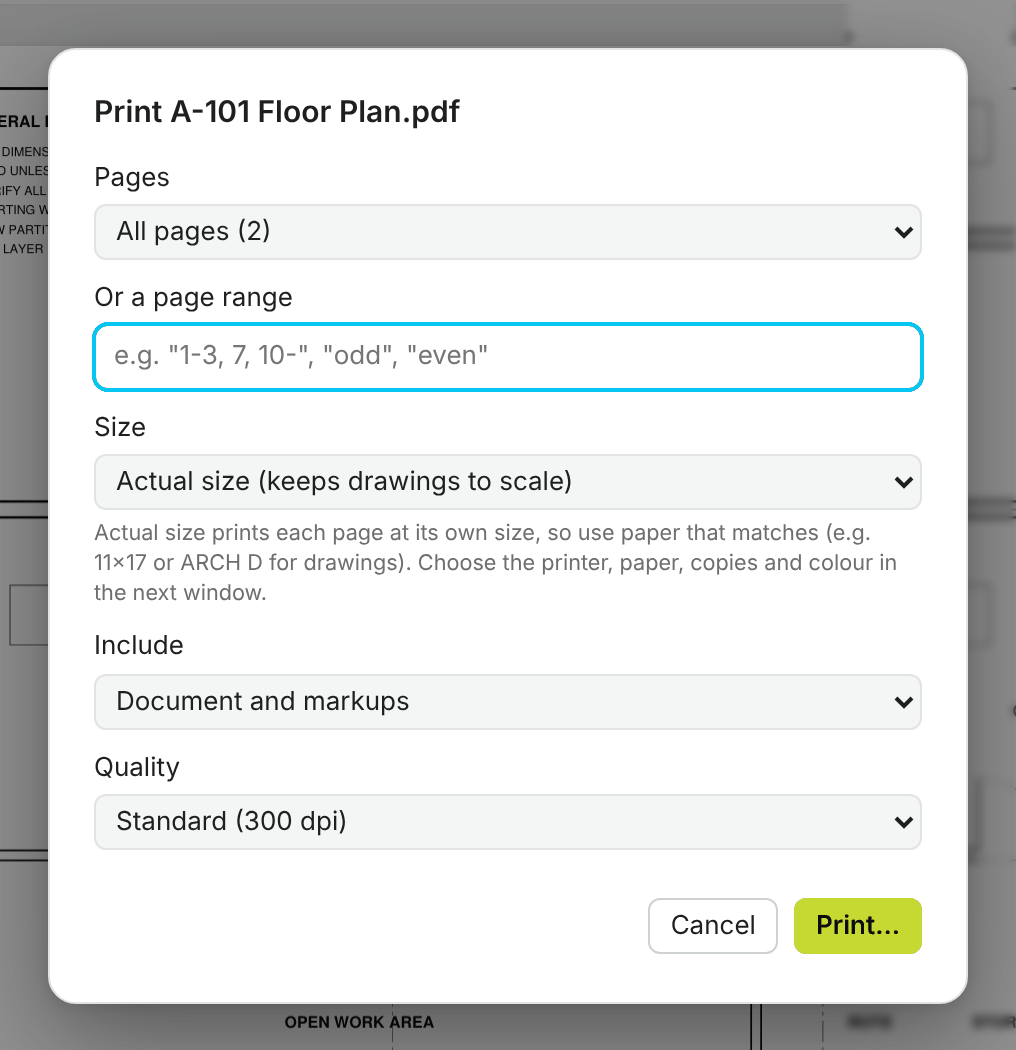 Print A-101 Floor Plan.pdf
Pages
All pages (2)
Or a page range
e.g. "1-3, 7, 10-", "odd", "even"
Size
Actual size (keeps drawings to scale)
Actual size prints each page at its own size, so use paper that matches (e.g.
11×17 or ARCH D for drawings). Choose the printer, paper, copies and colour in
the next window.
Include
Document and markups
Quality
Standard (300 dpi)
Cancel
Print...
OPEN WORK AREA
LAYER